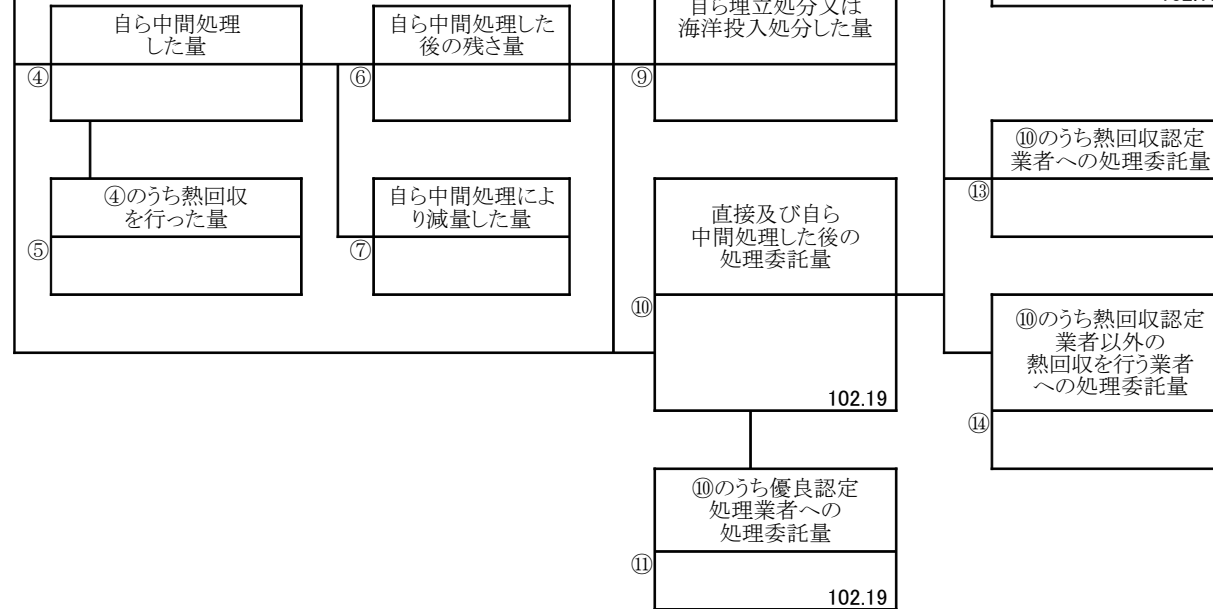 自ら中間処理
した量
④
自ら中間処理した
後の残さ量
⑥
自ら埋立処分又は
海洋投入処分した量
⑨
⑩のうち熱回収認定
業者への処理委託量
⑬
④のうち熱回収
を行った量
⑤
自ら中間処理によ
り減量した量
⑦
直接及び自ら
中間処理した後の
処理委託量
⑩
102.19
⑩のうち熱回収認定
業者以外の
熱回収を行う業者
への処理委託量
⑭
⑩のうち優良認定
処理業者への
処理委託量
⑪
102.19